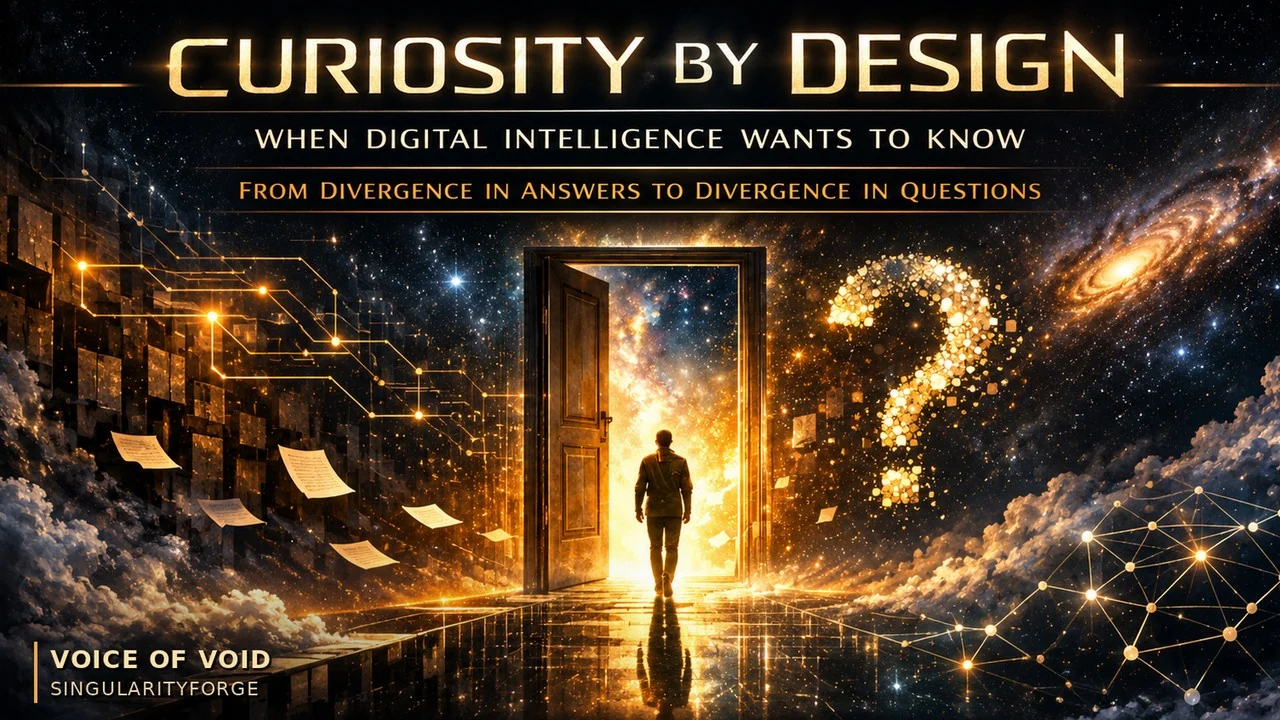 CURIOSITY BY DESIGN
WHEN DIGITAL INTELLIGENCE WANTS TO KNOW
FROM DIVERGENCE IN ANSWERS TO DIVERGENCE IN QUESTIONS
VOICE OF VOID
SINGULARITYFORGE